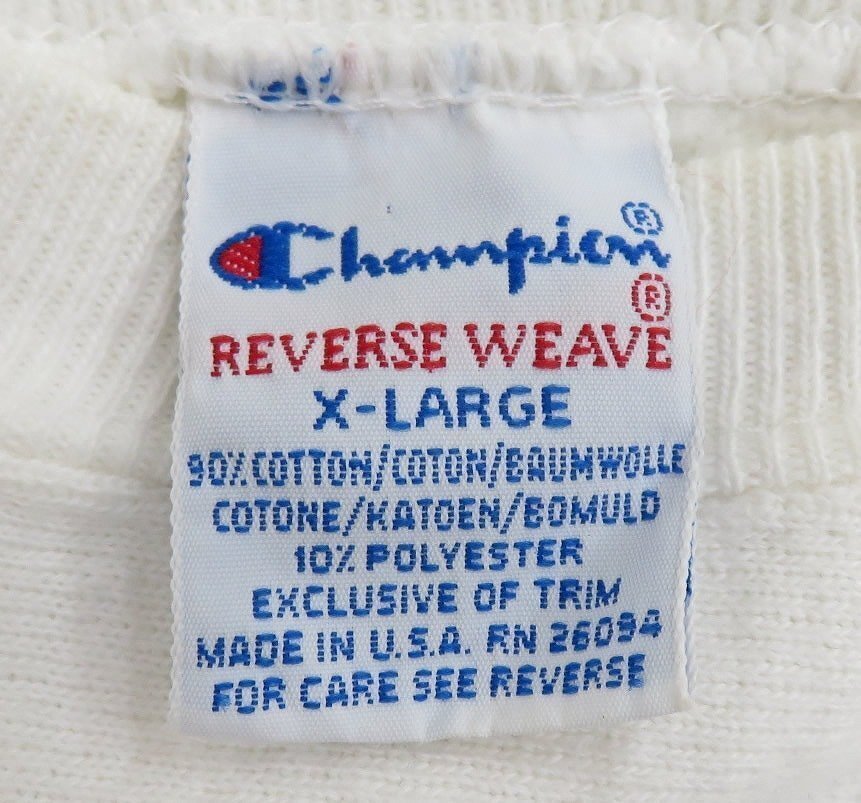 Champion®
REVERSE WEAVE®
X-LARGE
90% COTTON/COTON/BAUMWOLLE
COTONE/KATOEN/BOMULD
10% POLYESTER
EXCLUSIVE OF TRIM
MADE IN U.S.A. RN 26094
FOR CARE SEE REVERSE